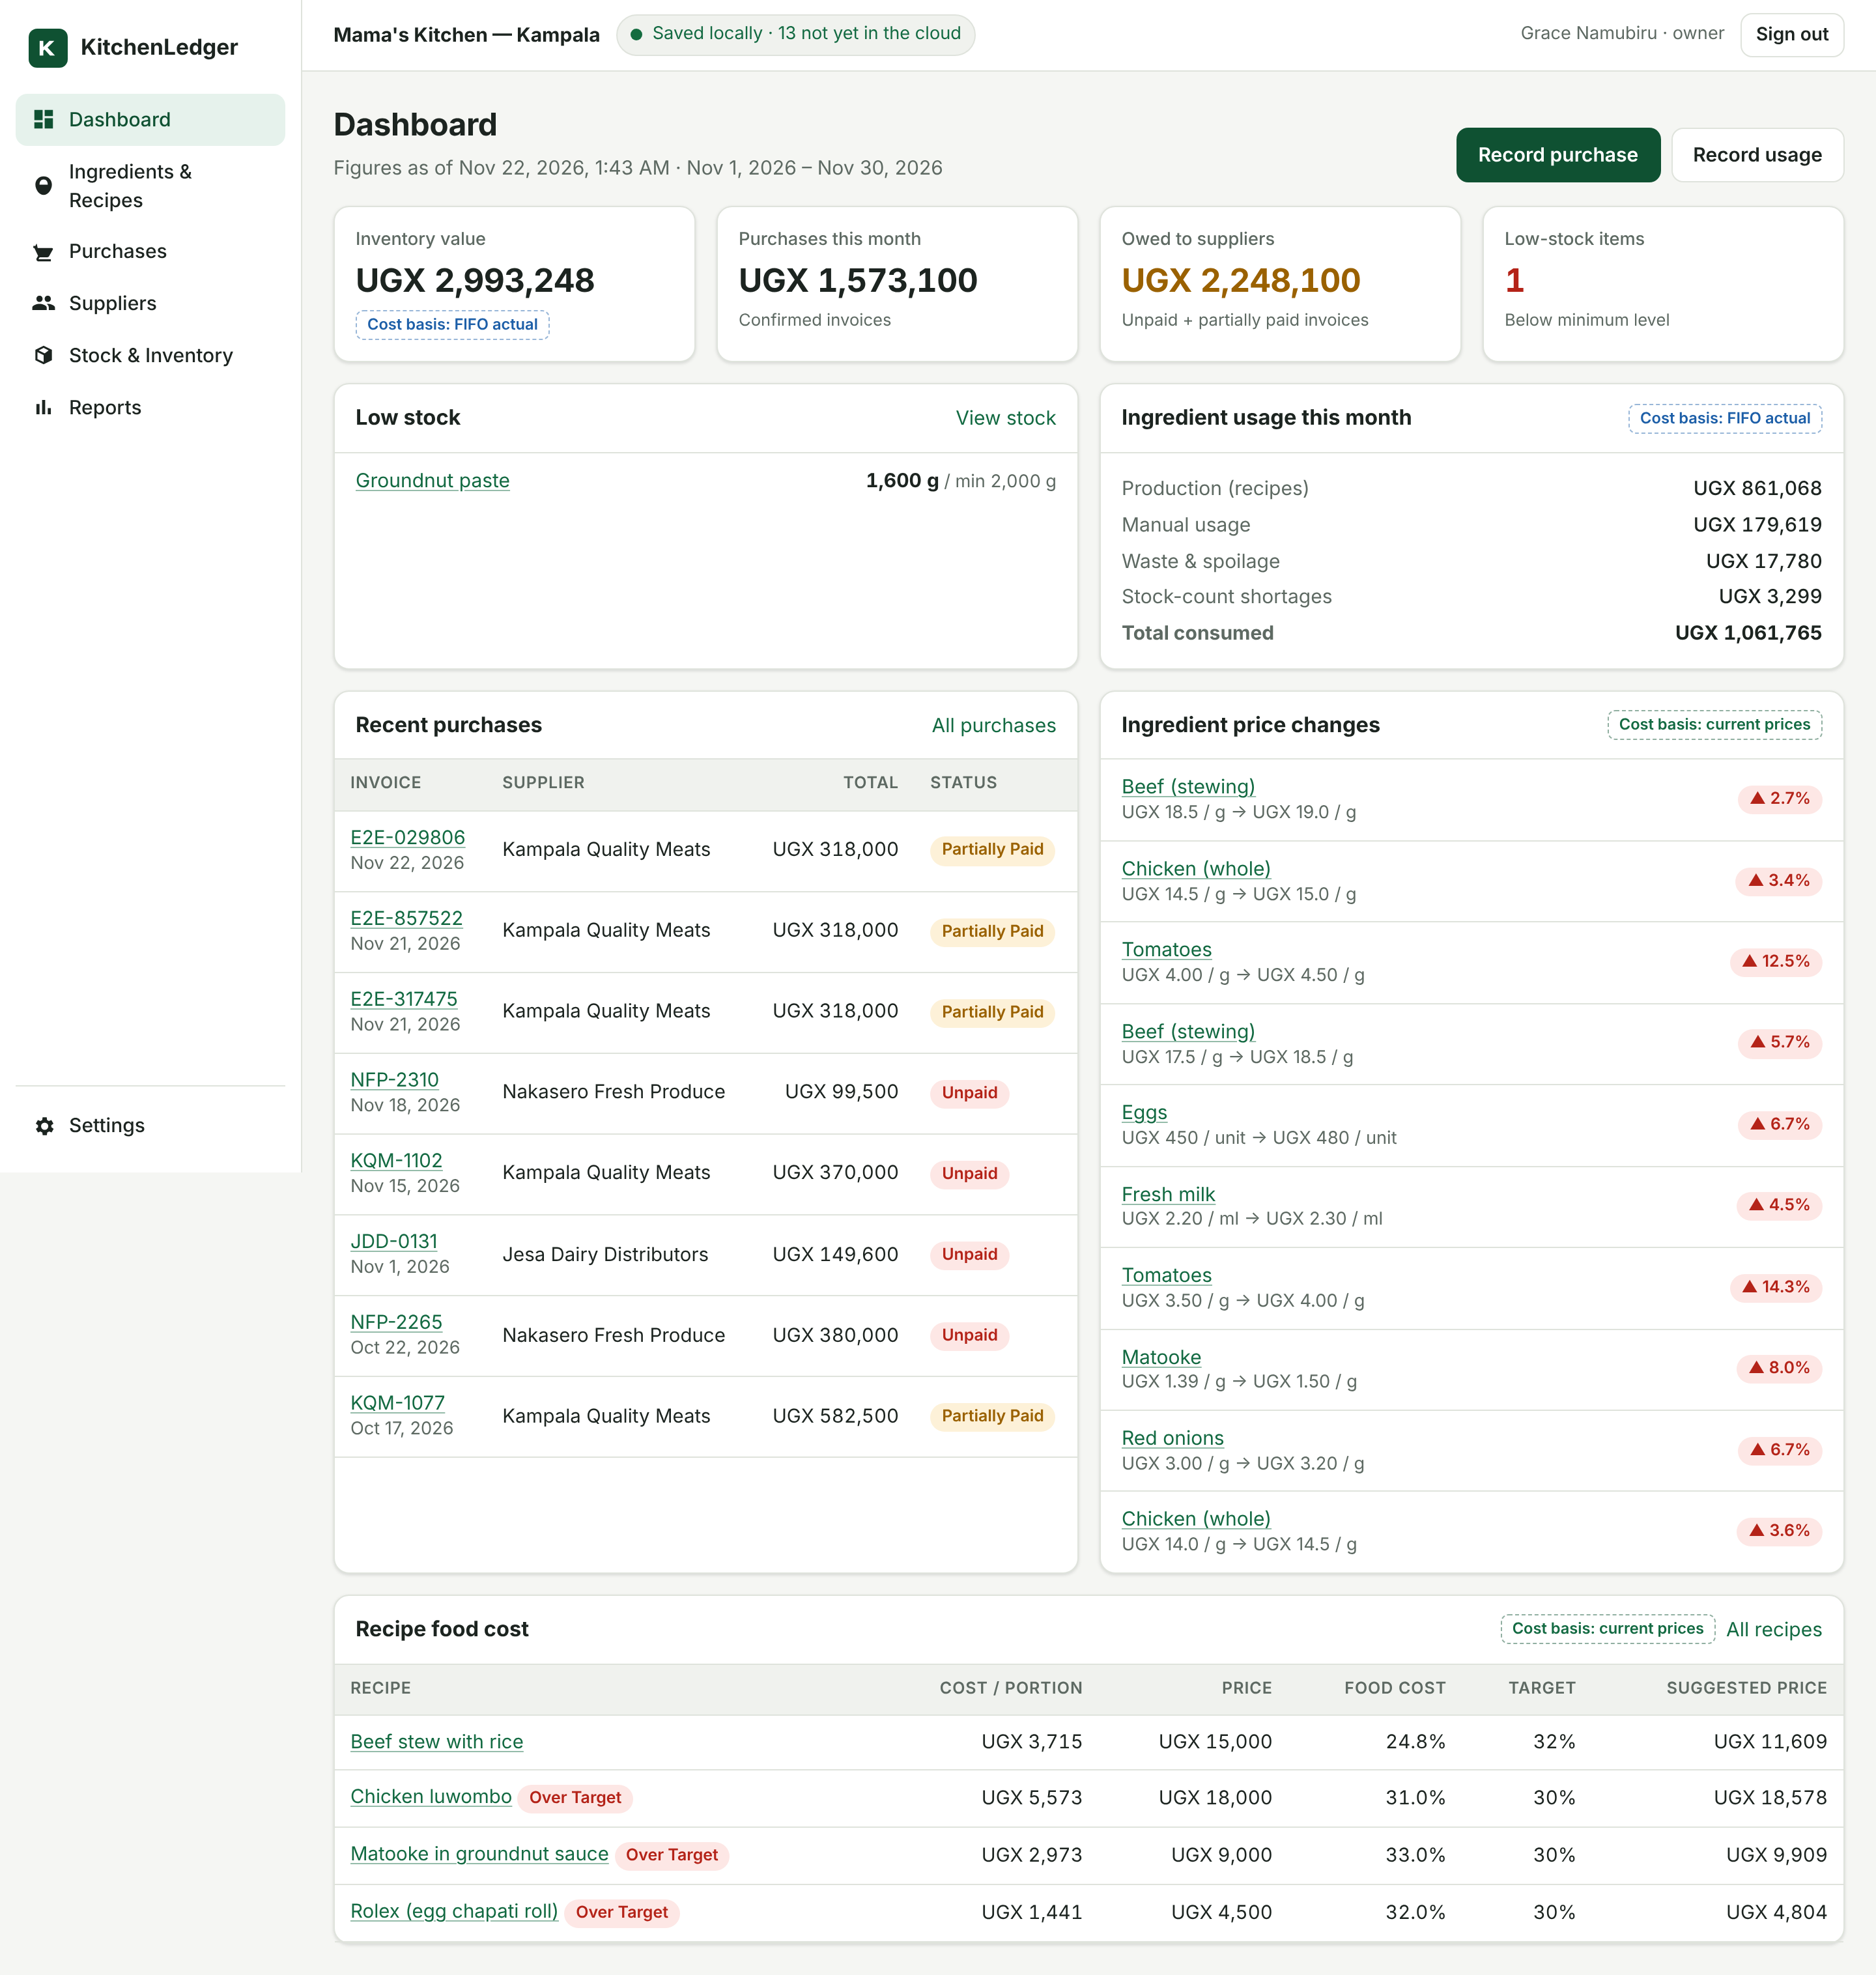 K KitchenLedger
Dashboard
Ingredients &
Recipes
Purchases
Suppliers
Stock & Inventory
Reports
Settings
Mama's Kitchen — Kampala
Saved locally · 13 not yet in the cloud
Grace Namubiru · owner
Sign out
Dashboard
Figures as of Nov 22, 2026, 1:43 AM · Nov 1, 2026 – Nov 30, 2026
Record purchase
Record usage
Inventory value
UGX 2,993,248
Cost basis: FIFO actual
Purchases this month
UGX 1,573,100
Confirmed invoices
Owed to suppliers
UGX 2,248,100
Unpaid + partially paid invoices
Low-stock items
1
Below minimum level
Low stock View stock
Groundnut paste 1,600 g / min 2,000 g
Ingredient usage this month Cost basis: FIFO actual
Production (recipes) UGX 861,068
Manual usage UGX 179,619
Waste & spoilage UGX 17,780
Stock-count shortages UGX 3,299
Total consumed UGX 1,061,765
Recent purchases All purchases
INVOICE SUPPLIER TOTAL STATUS
E2E-029806
Nov 22, 2026
Kampala Quality Meats UGX 318,000 Partially Paid
E2E-857522
Nov 21, 2026
Kampala Quality Meats UGX 318,000 Partially Paid
E2E-317475
Nov 21, 2026
Kampala Quality Meats UGX 318,000 Partially Paid
NFP-2310
Nov 18, 2026
Nakasero Fresh Produce UGX 99,500 Unpaid
KQM-1102
Nov 15, 2026
Kampala Quality Meats UGX 370,000 Unpaid
JDD-0131
Nov 1, 2026
Jesa Dairy Distributors UGX 149,600 Unpaid
NFP-2265
Oct 22, 2026
Nakasero Fresh Produce UGX 380,000 Unpaid
KQM-1077
Oct 17, 2026
Kampala Quality Meats UGX 582,500 Partially Paid
Ingredient price changes Cost basis: current prices
Beef (stewing)
UGX 18.5 / g → UGX 19.0 / g
▲ 2.7%
Chicken (whole)
UGX 14.5 / g → UGX 15.0 / g
▲ 3.4%
Tomatoes
UGX 4.00 / g → UGX 4.50 / g
▲ 12.5%
Beef (stewing)
UGX 17.5 / g → UGX 18.5 / g
▲ 5.7%
Eggs
UGX 450 / unit → UGX 480 / unit
▲ 6.7%
Fresh milk
UGX 2.20 / ml → UGX 2.30 / ml
▲ 4.5%
Tomatoes
UGX 3.50 / g → UGX 4.00 / g
▲ 14.3%
Matooke
UGX 1.39 / g → UGX 1.50 / g
▲ 8.0%
Red onions
UGX 3.00 / g → UGX 3.20 / g
▲ 6.7%
Chicken (whole)
UGX 14.0 / g → UGX 14.5 / g
▲ 3.6%
Recipe food cost Cost basis: current prices All recipes
RECIPE COST / PORTION PRICE FOOD COST TARGET SUGGESTED PRICE
Beef stew with rice UGX 3,715 UGX 15,000 24.8% 32% UGX 11,609
Chicken luwombo Over Target UGX 5,573 UGX 18,000 31.0% 30% UGX 18,578
Matooke in groundnut sauce Over Target UGX 2,973 UGX 9,000 33.0% 30% UGX 9,909
Rolex (egg chapati roll) Over Target UGX 1,441 UGX 4,500 32.0% 30% UGX 4,804